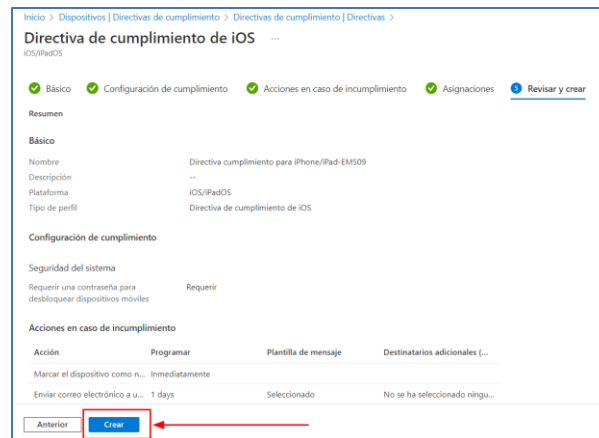 Inicio > Dispositivos | Directivas de cumplimiento > Directivas de cumplimiento | Directivas >
Directiva de cumplimiento de iOS ...
iOS/iPadOS
Básico Configuración de cumplimiento Acciones en caso de incumplimiento Asignaciones 5 Revisar y crear
Resumen
Básico
Nombre Directiva cumplimiento para iPhone/iPad-EMS09
Descripción --
Plataforma iOS/iPadOS
Tipo de perfil Directiva de cumplimiento de iOS
Configuración de cumplimiento
Seguridad del sistema
Requerir una contraseña para Requerir
desbloquear dispositivos móviles
Acciones en caso de incumplimiento
Acción Programar Plantilla de mensaje Destinatarios adicionales (...
Marcar el dispositivo como n... Inmediatamente
Enviar correo electrónico a u... 1 days Seleccionado No se ha seleccionado ningu...
Anterior Crear